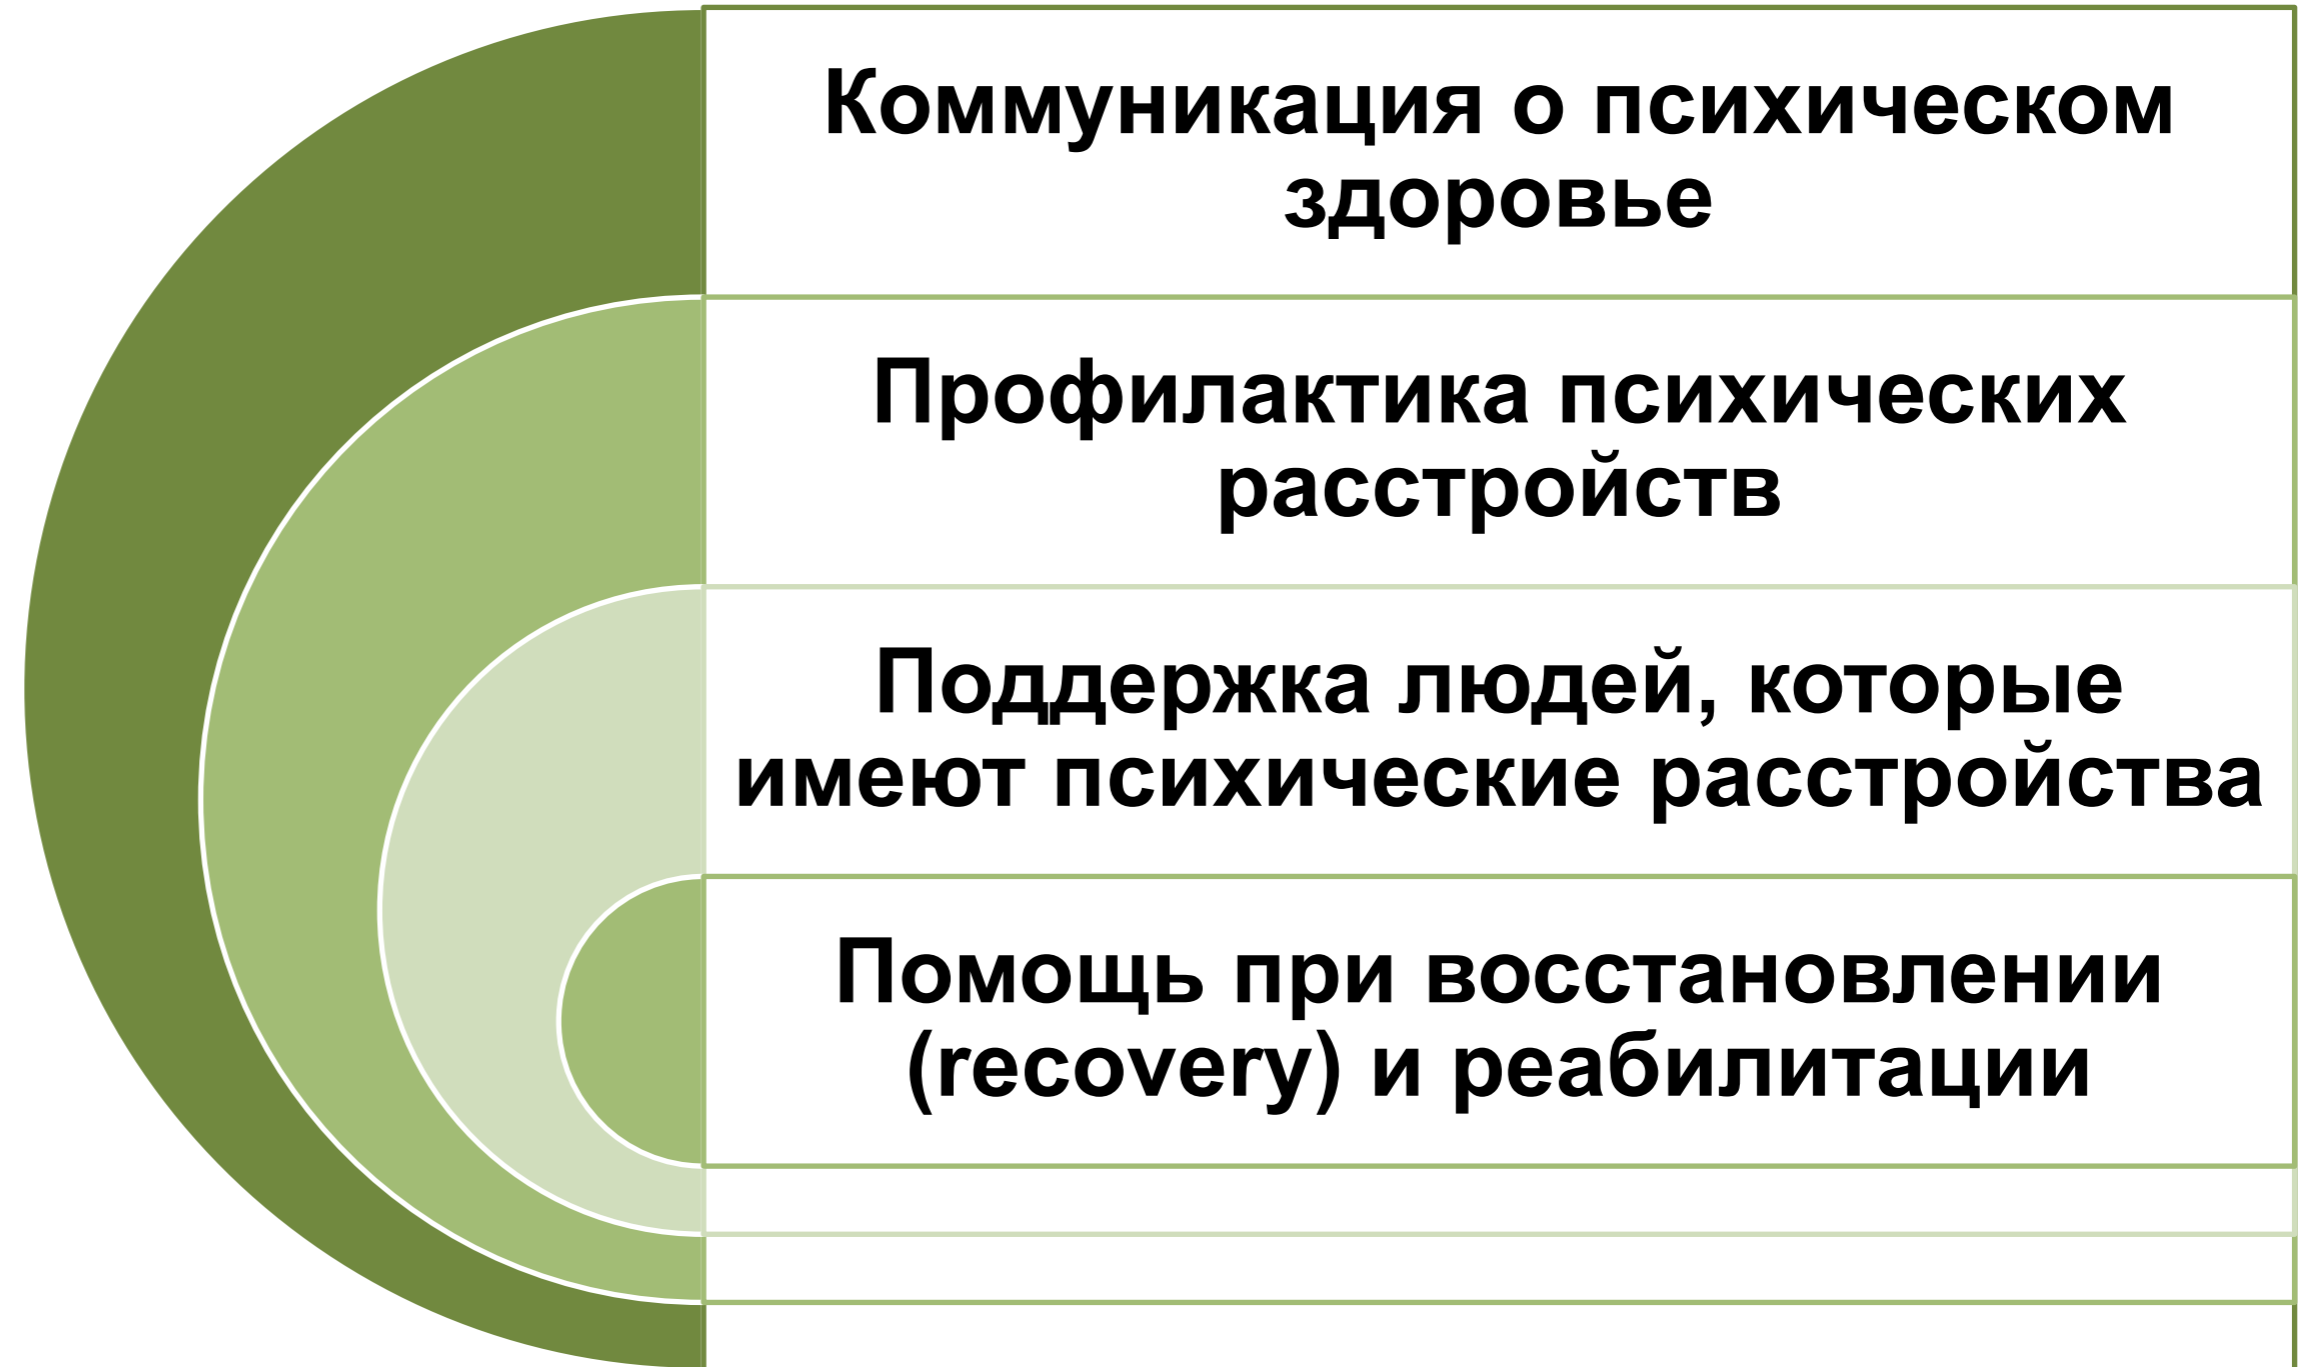 Коммуникация о психическом
здоровье
Профилактика психических
расстройств
Поддержка людей, которые
имеют психические расстройства
Помощь при восстановлении
(recovery) и реабилитации